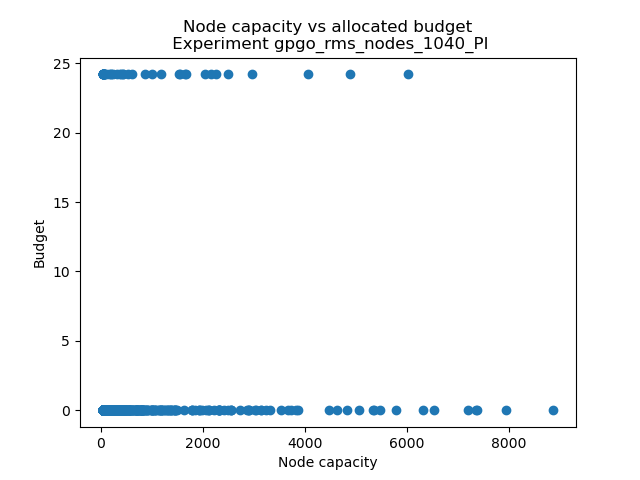 Node capacity vs allocated budget
Experiment gpgo_rms_nodes_1040_PI
25
20
15
10
5
0
Budget
0 2000 4000 6000 8000
Node capacity